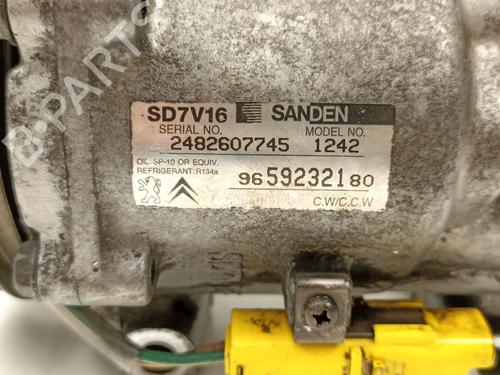 B-PARTS
SD7V16 SANDEN
SERIAL NO. MODEL NO.
2482607745 1242
OIL:SP-10 OR EQUIV.
REFRIGERANT:R134a
9659232180
C.W/C.C.W